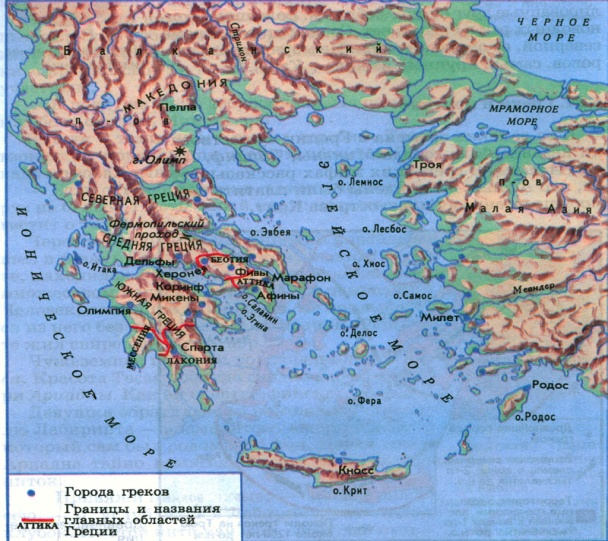 ЧЕРНОЕ
МОРЕ
Балканский
Стримон
МАКЕДОНИЯ
Пелла
п-ов
МРАМОРНОЕ
МОРЕ
г. Олимп
Троя
п-ов
Малая Азия
ЭГЕЙСКОЕ МОРЕ
о. Лемнос
СЕВЕРНАЯ ГРЕЦИЯ
Фермопильский
проход
о. Эвбея
о. Лесбос
СРЕДНЯЯ ГРЕЦИЯ
ИОНИЧЕСКОЕ МОРЕ
о. Итака
Дельфы
БЕОТИЯ
о. Хиос
Херонея
Фивы
Марафон
АТТИКА
Меандер
Коринф
Афины
о. Самос
Микены
о. Саламин
о. Эгина
ЮЖНАЯ ГРЕЦИЯ
Олимпия
Милет
о. Делос
МЕССЕНИЯ
Спарта
ЛАКОНИЯ
Родос
о. Фера
о. Родос
Кносс
о. Крит
Города греков
АТТИКА
Границы и названия
главных областей
Греции